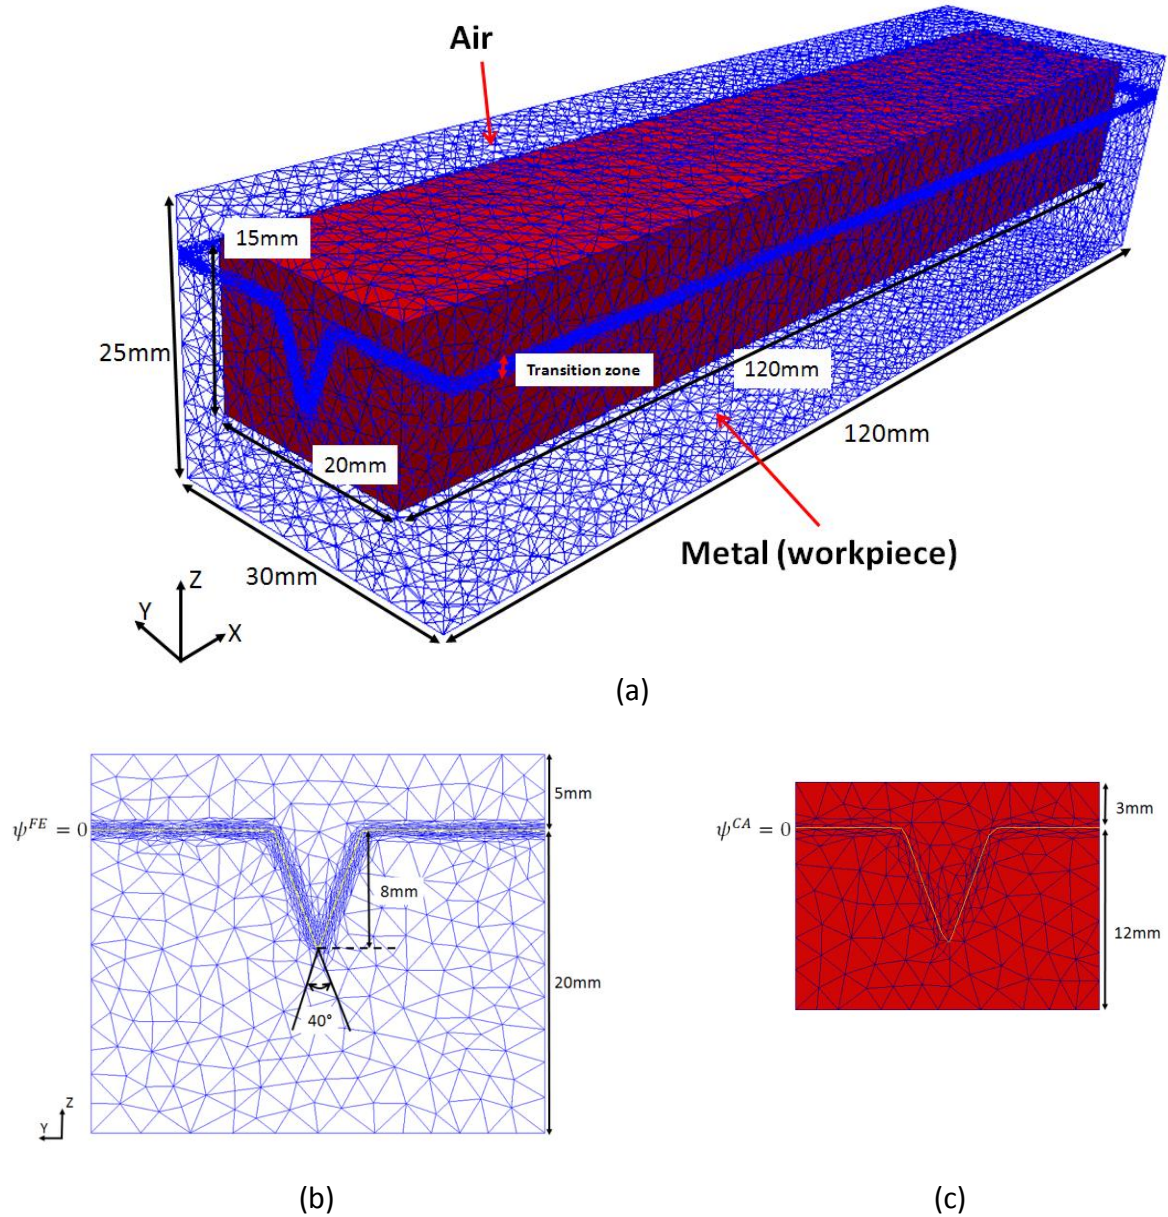 Air
15mm
25mm
Transition zone
120mm
120mm
20mm
Metal (workpiece)
30mm
Z
Y
X
(a)
5mm
3mm
ψ^{FE} = 0
ψ^{CA} = 0
8mm
12mm
20mm
40°
Z
Y
(b)
(c)